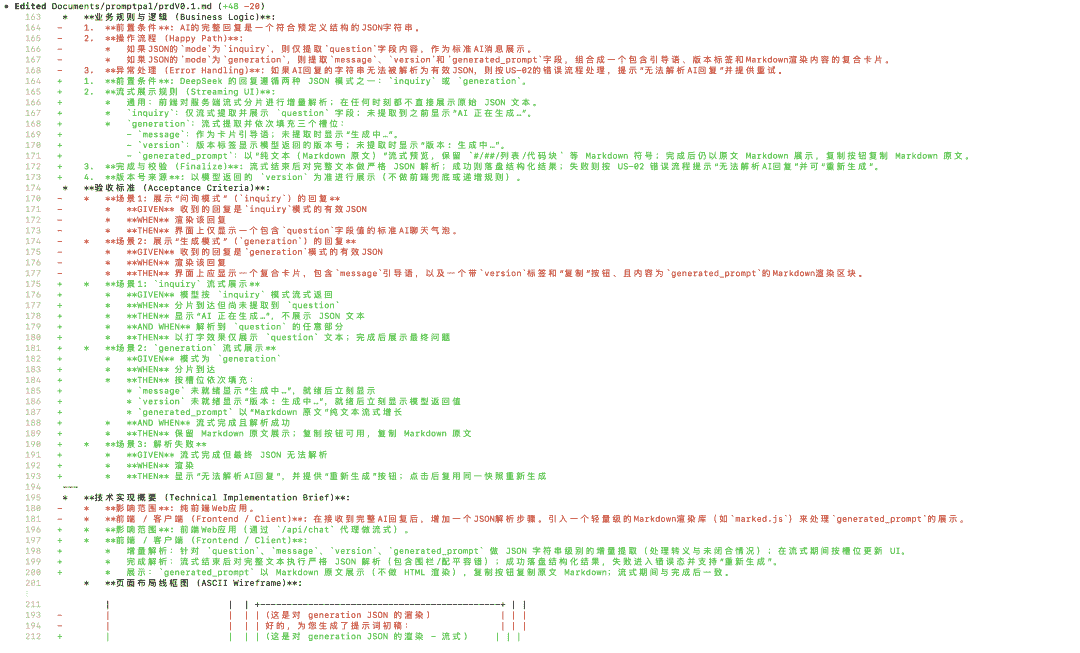 • Edited Documents/promptpal/prdV0.1.md (+48 -20)
163 * **业务规则与逻辑 (Business Logic)**:
164 - 1. **前置条件**: AI的完整回复是一个符合预定义结构的JSON字符串。
165 - 2. **操作流程 (Happy Path)**:
166 - * 如果JSON的`mode`为`inquiry`, 则仅提取`question`字段内容, 作为标准AI消息展示。
167 - * 如果JSON的`mode`为`generation`, 则提取`message`、`version`和`generated_prompt`字段, 组合成一个包含引导语、版本标签和Markdown渲染内容的复合卡片。
168 - 3. **异常处理 (Error Handling)**: 如果AI回复的字符串无法被解析为有效JSON, 则按US-02的错误流程处理, 提示“无法解析AI回复”并提供重试。
164 + 1. **前置条件**: DeepSeek 的回复遵循两种 JSON 模式之一: `inquiry` 或 `generation`。
165 + 2. **流式展示规则 (Streaming UI)**:
166 + * 通用: 前端对服务端流式分片进行增量解析; 在任何时刻都不直接展示原始 JSON 文本。
167 + * `inquiry`: 仅流式提取并展示 `question` 字段; 未提取到之前显示“AI 正在生成…”。
168 + * `generation`: 流式提取并依次填充三个槽位:
169 + - `message`: 作为卡片引导语; 未提取时显示“生成中…”。
170 + - `version`: 版本标签显示模型返回的版本号; 未提取时显示“版本: 生成中…”。
171 + - `generated_prompt`: 以“纯文本 (Markdown 原文) ”流式预览, 保留 `#/##/列表/代码块` 等 Markdown 符号; 完成后仍以原文 Markdown 展示, 复制按钮复制 Markdown 原文。
172 + 3. **完成与校验 (Finalize)**: 流式结束后对完整文本做严格 JSON 解析; 成功则落盘结构化结果; 失败则按 US-02 错误流程提示“无法解析AI回复”并可“重新生成”。
173 + 4. **版本号来源**: 以模型返回的 `version` 为准进行展示 (不做前端兜底或递增规则) 。
174 * **验收标准 (Acceptance Criteria)**:
170 - * **场景1: 展示“问询模式” (`inquiry`) 的回复**
171 - * **GIVEN** 收到的回复是`inquiry`模式的有效JSON
172 - * **WHEN** 渲染该回复
173 - * **THEN** 界面上仅显示一个包含`question`字段值的标准AI聊天气泡。
174 - * **场景2: 展示“生成模式” (`generation`) 的回复**
175 - * **GIVEN** 收到的回复是`generation`模式的有效JSON
176 - * **WHEN** 渲染该回复
177 - * **THEN** 界面上应显示一个复合卡片, 包含`message`引导语, 以及一个带`version`标签和“复制”按钮、且内容为`generated_prompt`的Markdown渲染区块。
175 + * **场景1: `inquiry` 流式展示**
176 + * **GIVEN** 模型按 `inquiry` 模式流式返回
177 + * **WHEN** 分片到达但尚未提取到 `question`
178 + * **THEN** 显示“AI 正在生成…”, 不展示 JSON 文本
179 + * **AND WHEN** 解析到 `question` 的任意部分
180 + * **THEN** 以打字效果仅展示 `question` 文本; 完成后展示最终问题
181 + * **场景2: `generation` 流式展示**
182 + * **GIVEN** 模式为 `generation`
183 + * **WHEN** 分片到达
184 + * **THEN** 按槽位依次填充:
185 + * `message` 未就绪显示“生成中…”, 就绪后立刻显示
186 + * `version` 未就绪显示“版本: 生成中…”, 就绪后立刻显示模型返回值
187 + * `generated_prompt` 以“Markdown 原文”纯文本流式增长
188 + * **AND WHEN** 流式完成且解析成功
189 + * **THEN** 保留 Markdown 原文展示; 复制按钮可用, 复制 Markdown 原文
190 + * **场景3: 解析失败**
191 + * **GIVEN** 流式完成但最终 JSON 无法解析
192 + * **WHEN** 渲染
193 + * **THEN** 显示“无法解析AI回复”, 并提供“重新生成”按钮; 点击后复用同一快照重新生成
194 ~~~
195 * **技术实现概要 (Technical Implementation Brief)**:
180 - * **影响范围**: 纯前端Web应用。
181 - * **前端 / 客户端 (Frontend / Client)**: 在接收到完整AI回复后, 增加一个JSON解析步骤。引入一个轻量级的Markdown渲染库 (如`marked.js`) 来处理`generated_prompt`的展示。
196 + * **影响范围**: 前端Web应用 (通过 `/api/chat` 代理做流式) 。
197 + * **前端 / 客户端 (Frontend / Client)**:
198 + * 增量解析: 针对 `question`、`message`、`version`、`generated_prompt` 做 JSON 字符串级别的增量提取 (处理转义与未闭合情况) ; 在流式期间按槽位更新 UI。
199 + * 完成解析: 流式结束后对完整文本执行严格 JSON 解析 (包含围栏/配平容错) ; 成功落盘结构化结果, 失败进入错误态并支持“重新生成”。
200 + * 展示: `generated_prompt` 以 Markdown 原文展示 (不做 HTML 渲染) , 复制按钮复制原文 Markdown; 流式期间与完成后一致。
201 * **页面布局线框图 (ASCII Wireframe)**:
⋮
211 | | | +----------------------------------------------+ | |
193 - | | | | (这是对 generation JSON 的渲染) | | |
194 - | | | | 好的, 为您生成了提示词初稿: | | |
212 + | | | | (这是对 generation JSON 的渲染 - 流式) | | |